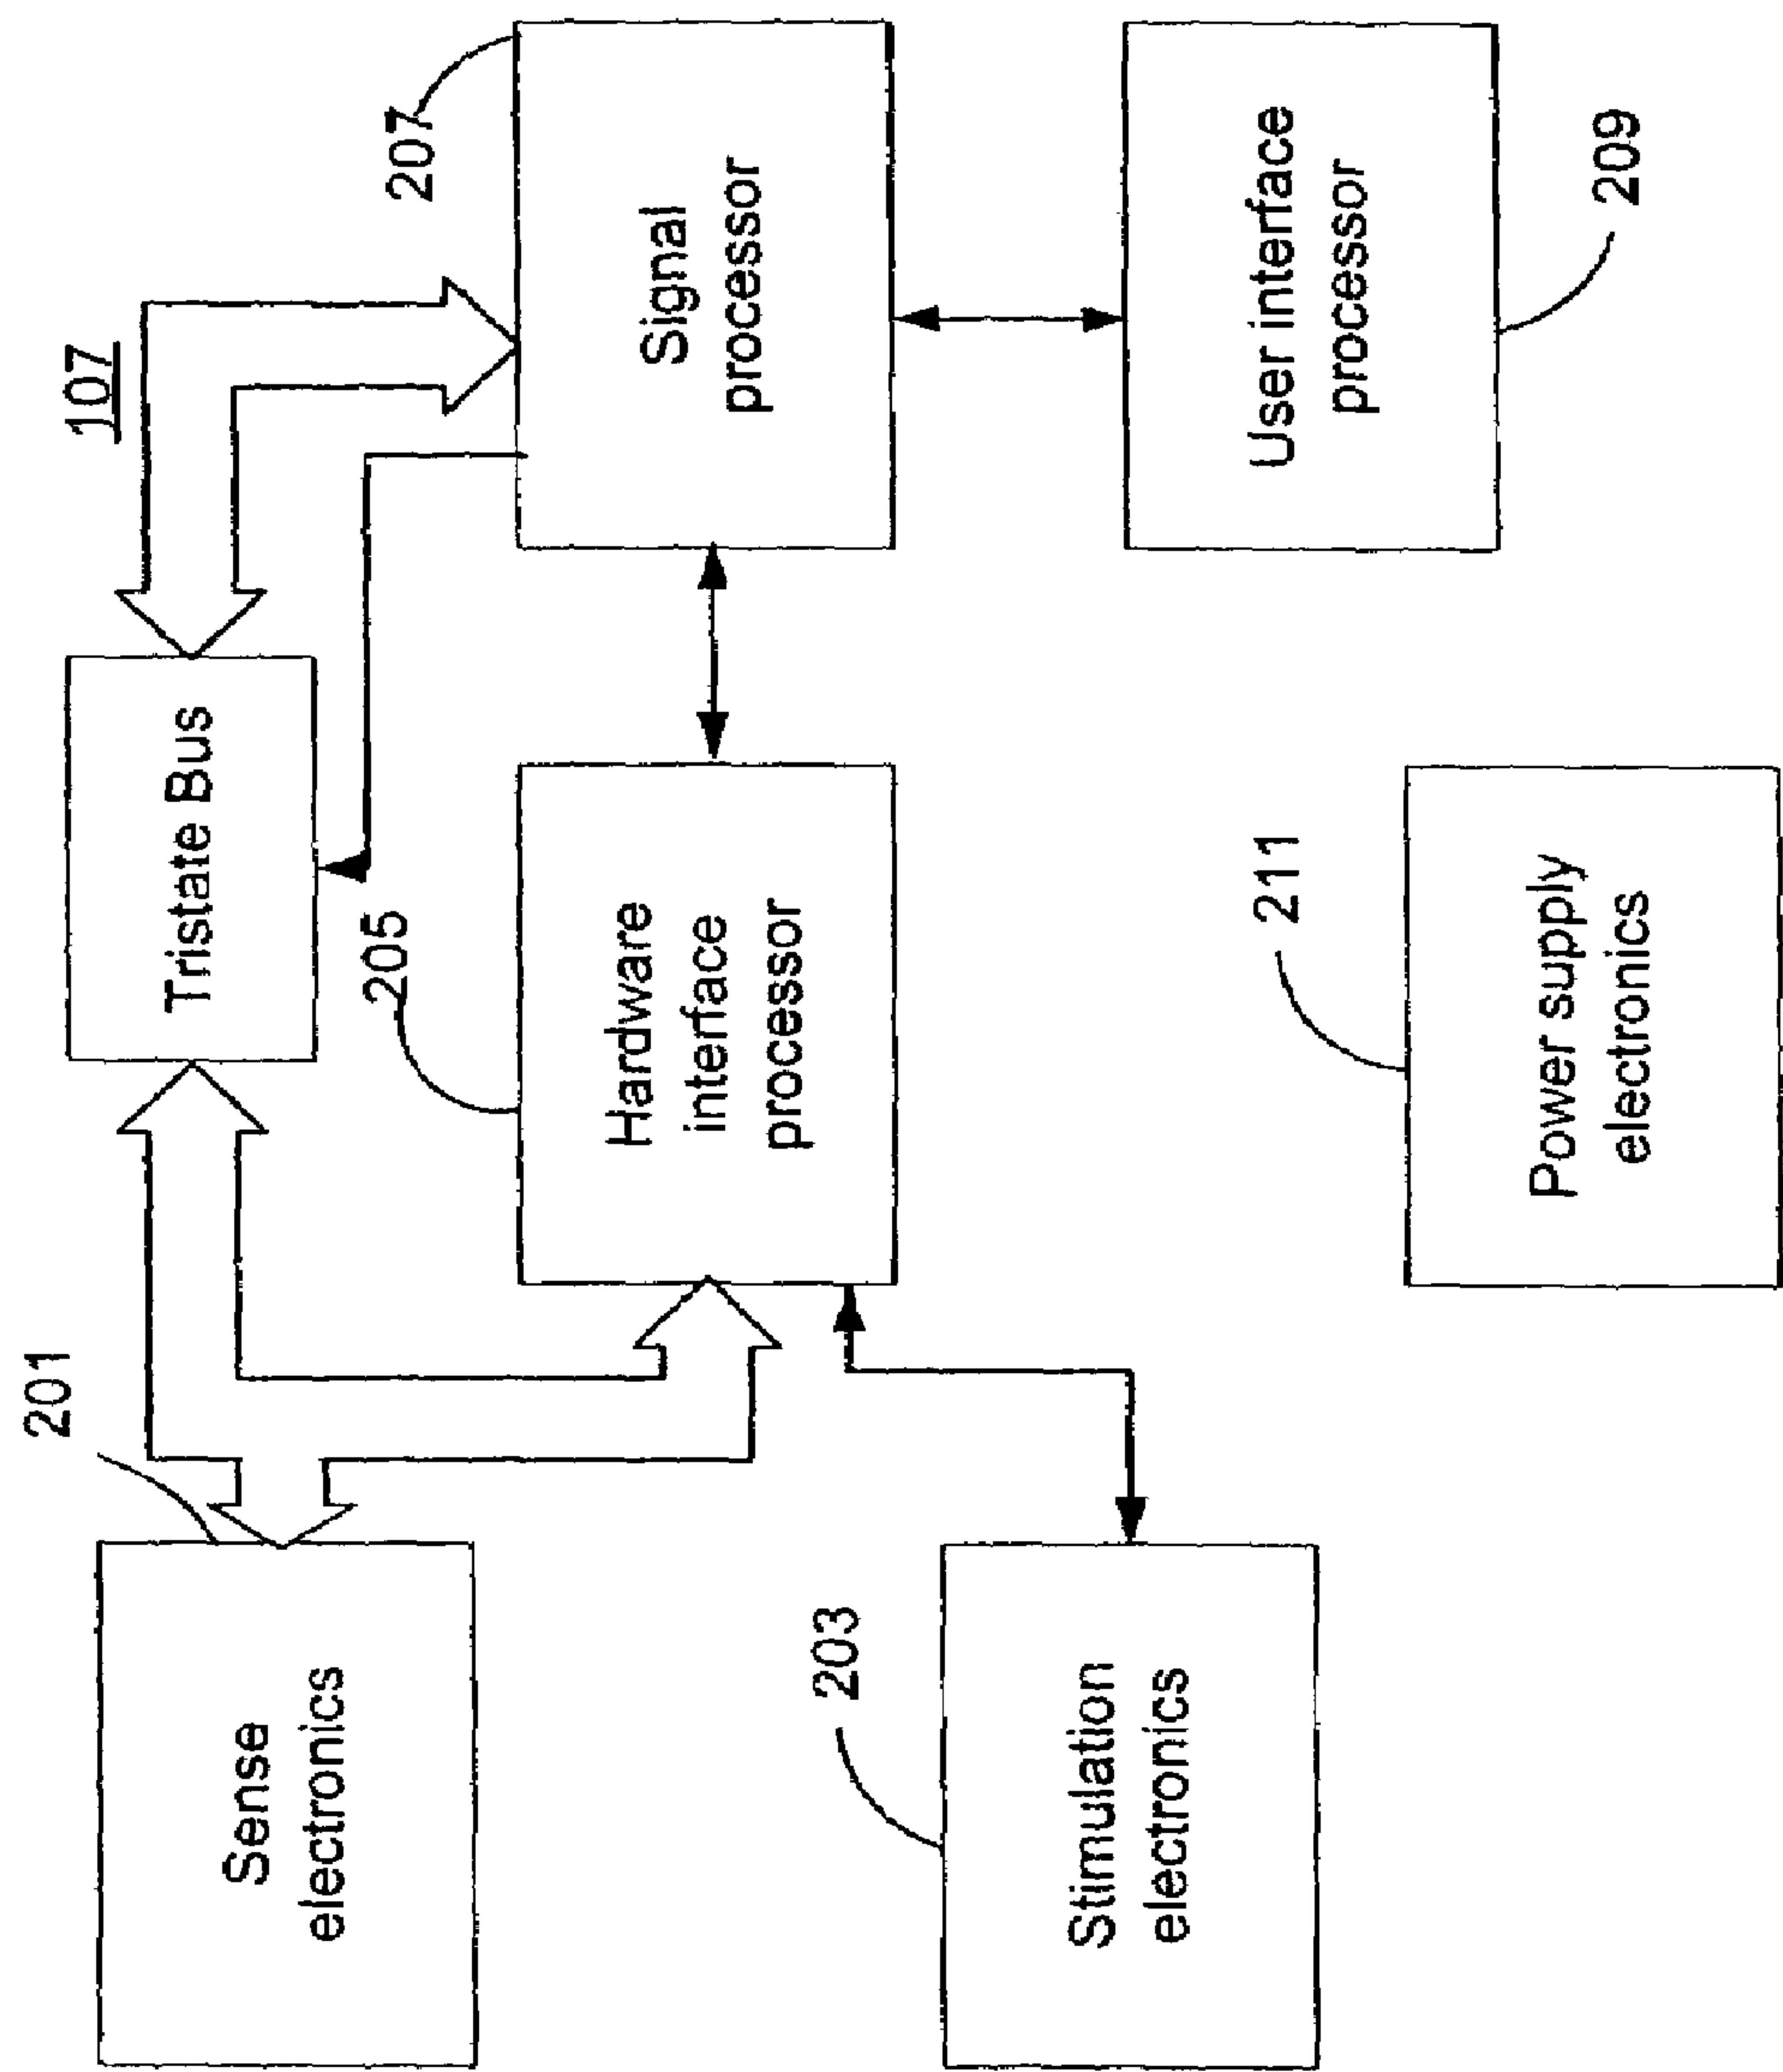 107
201
Sense
electronics
Tristate Bus
207
Signal
processor
205
Hardware
interface
processor
203
Stimulation
electronics
User interface
processor
209
211
Power supply
electronics